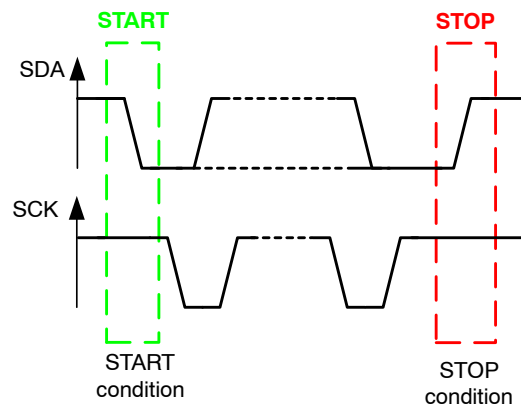 START
STOP
SDA
SCK
START
condition
STOP
condition